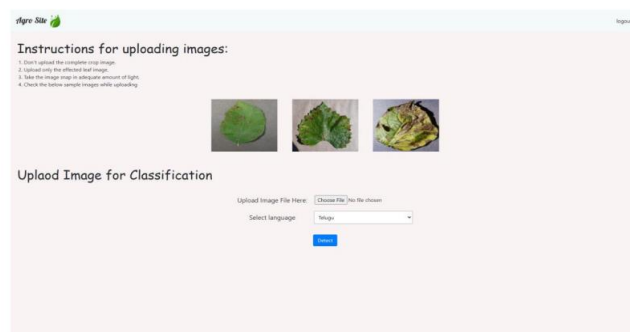 Agro Site
logout
Instructions for uploading images:
1. Don't upload the complete crop image.
2. Upload only the effected leaf image.
3. Take the image snap in adequate amount of light.
4. Check the below sample images while uploading
Uplaod Image for Classification
Upload Image File Here: Choose File No file chosen
Select language Telugu
Detect